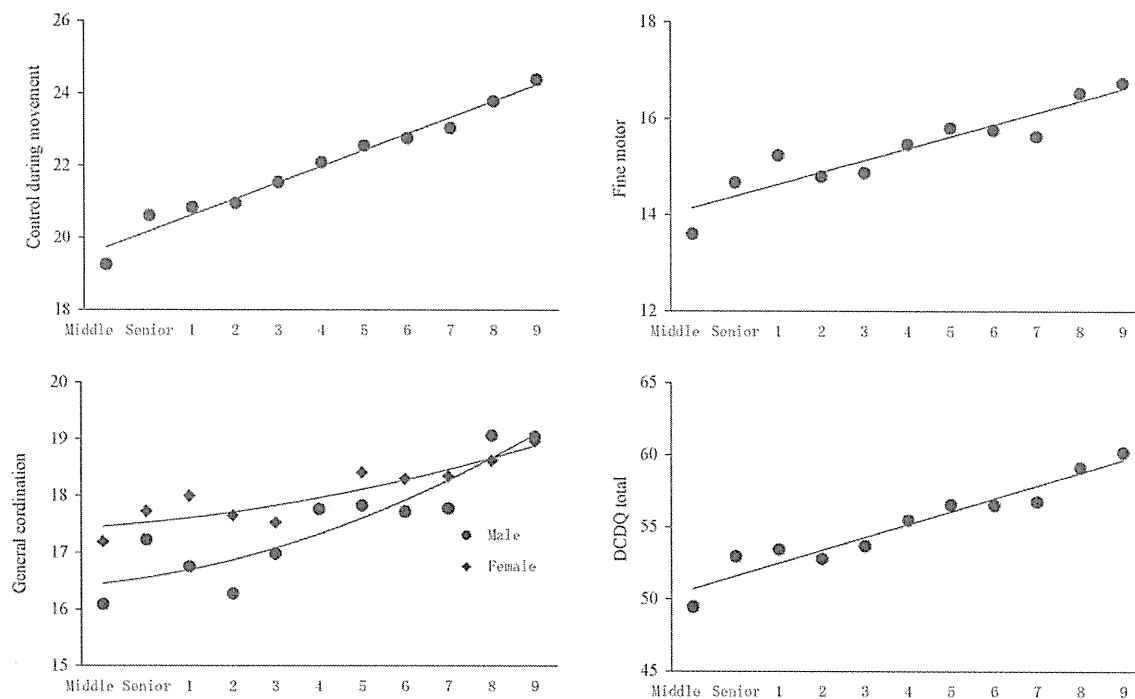 26
24
22
20
18
Control during movement
Middle Senior 1 2 3 4 5 6 7 8 9
18
16
14
12
Fine motor
Middle Senior 1 2 3 4 5 6 7 8 9
20
19
18
17
16
15
General cordination
Male
Female
Middle Senior 1 2 3 4 5 6 7 8 9
65
60
55
50
45
DCDQ total
Middle Senior 1 2 3 4 5 6 7 8 9